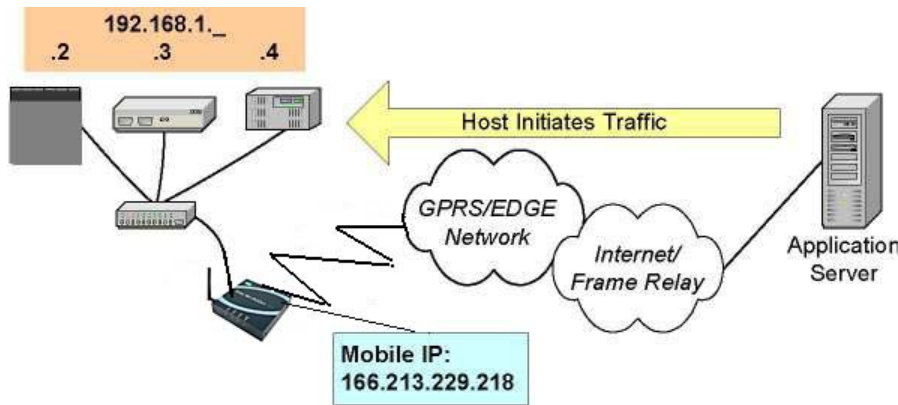 192.168.1._
.2 .3 .4
Host Initiates Traffic
GPRS/EDGE
Network
Internet/
Frame Relay
Application
Server
Mobile IP:
166.213.229.218